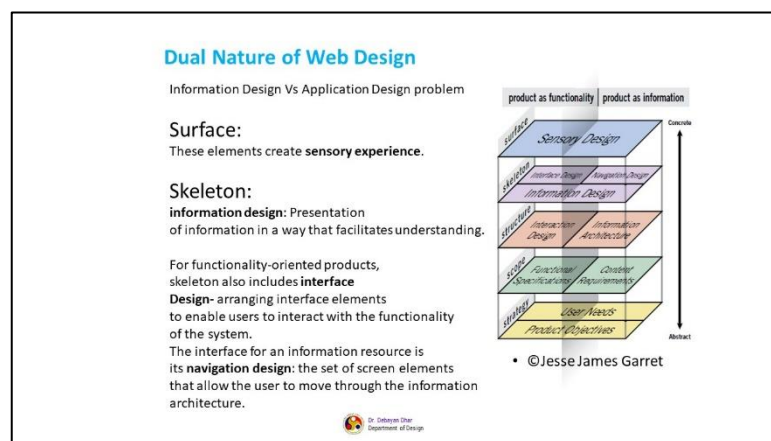 Dual Nature of Web Design
Information Design Vs Application Design problem
Surface:
These elements create sensory experience.
Skeleton:
information design: Presentation
of information in a way that facilitates understanding.
For functionality-oriented products,
skeleton also includes interface
Design- arranging interface elements
to enable users to interact with the functionality
of the system.
The interface for an information resource is
its navigation design: the set of screen elements
that allow the user to move through the information
architecture.
product as functionality
product as information
Concrete
surface
Sensory Design
skeleton
Interface Design
Navigation Design
Information Design
structure
Interaction
Design
Information
Architecture
scope
Functional
Specifications
Content
Requirements
strategy
User Needs
Product Objectives
Abstract
• ©Jesse James Garret
Dr. Debayan Dhar
Department of Design